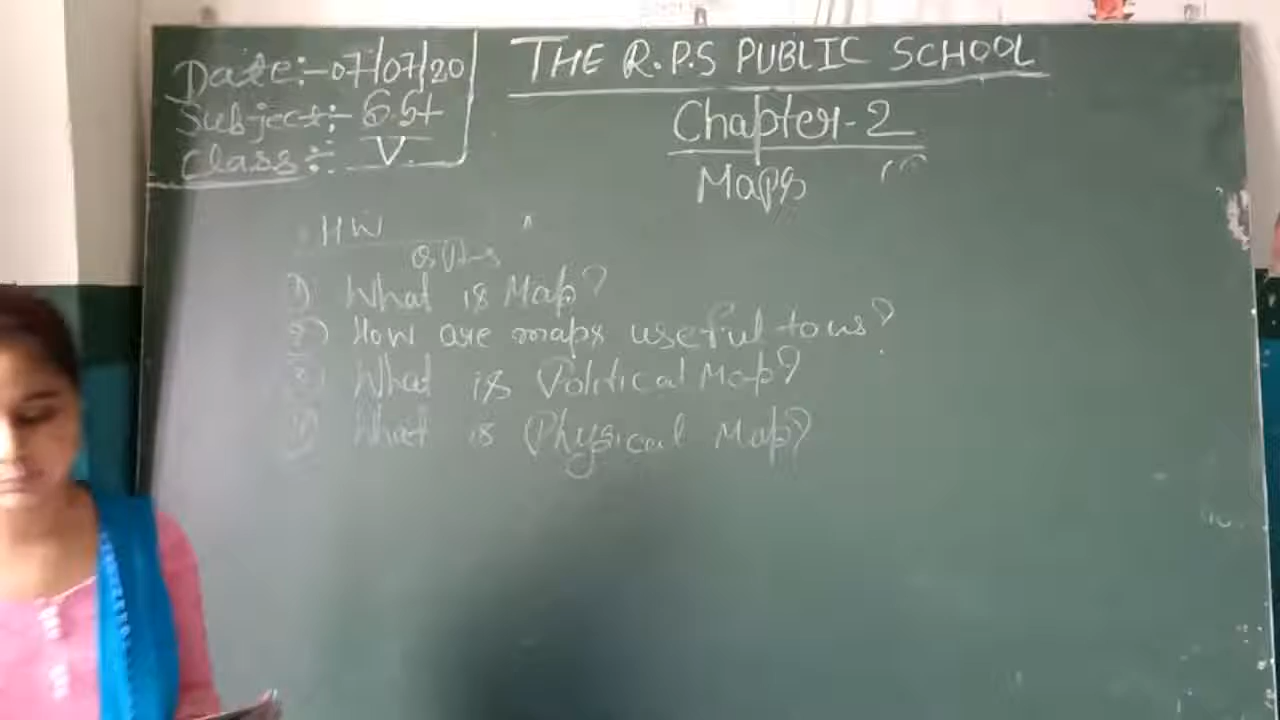 Date:-07/07/20
Subject:- S.St
Class:- V.
THE R.P.S PUBLIC SCHOOL
Chapter-2
Maps
HW
1) What is Map?
2) How are maps useful to us?
3) What is Political Map?
4) What is Physical Map?